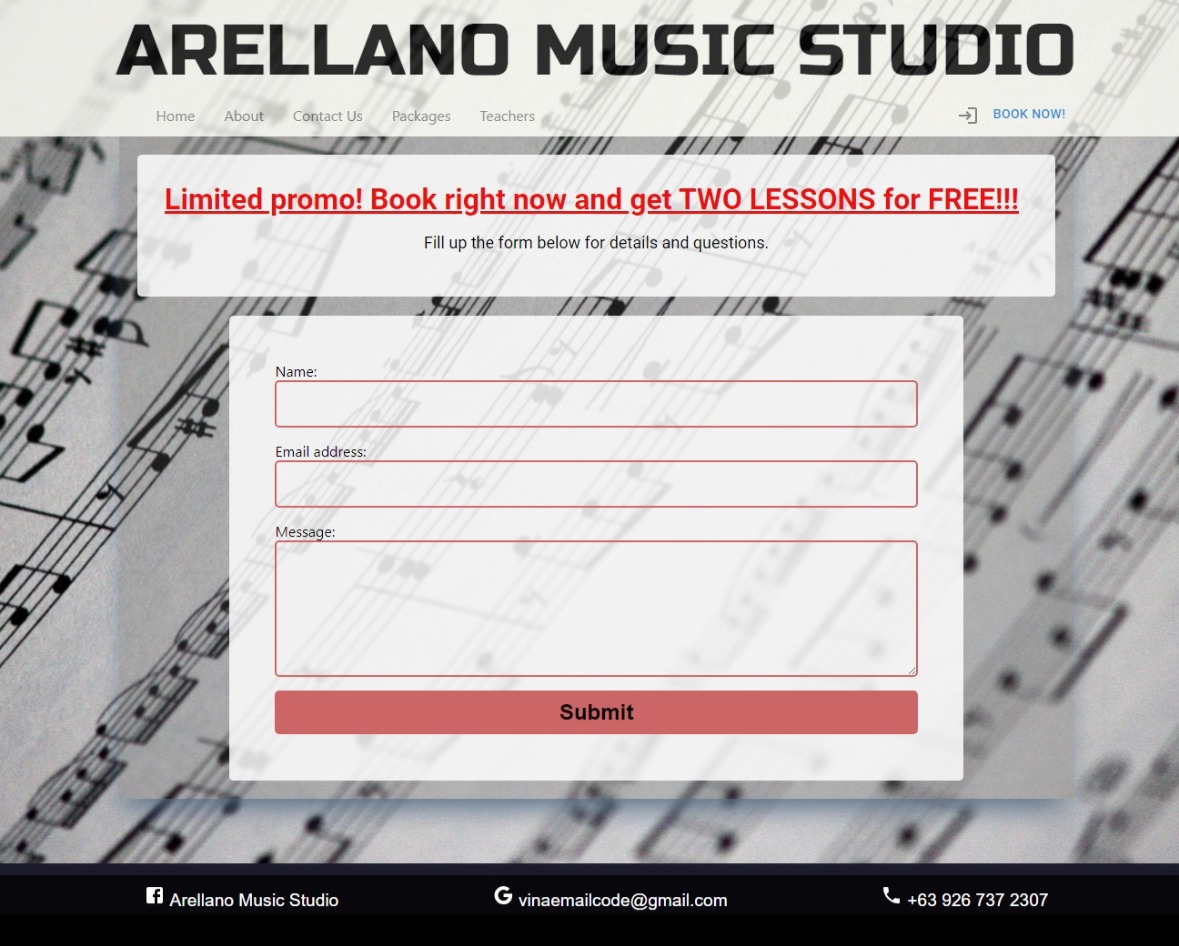 ARELLANO MUSIC STUDIO
Home About Contact Us Packages Teachers BOOK NOW!
Limited promo! Book right now and get TWO LESSONS for FREE!!!
Fill up the form below for details and questions.
Name:
Email address:
Message:
Submit
Arellano Music Studio vinaemailcode@gmail.com +63 926 737 2307